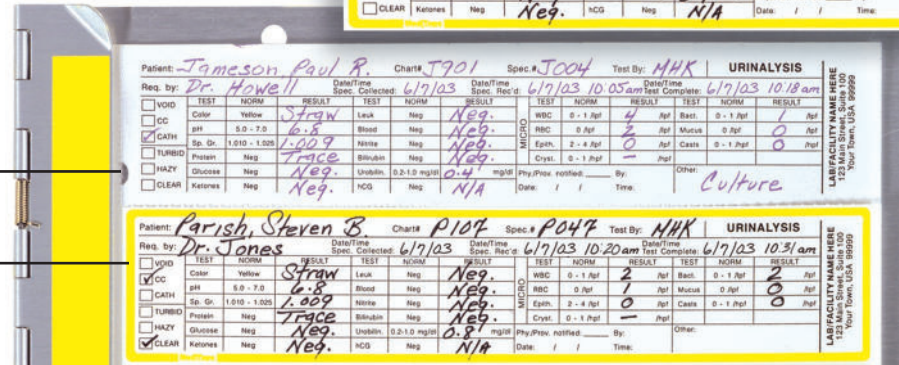 CLEAR Ketones Neg Neg. hCG Neg N/A Date: / / Time:
Patient: Jameson, Paul R. Chart# J901 Spec.# J004 Test By: MHK URINALYSIS
Req. by: Dr. Howell Date/Time Spec. Collected: 6/7/03 Date/Time Spec. Rec'd 6/7/03 10:05am Date/Time Test Complete: 6/7/03 10:18am
VOID TEST NORM RESULT TEST NORM RESULT TEST NORM RESULT TEST NORM RESULT
CC Color Yellow Straw Leuk Neg Neg. WBC 0 - 1 /hpf 4 /hpf Bact. 0 - 1 /hpf 1 /hpf
CATH pH 5.0 - 7.0 6.8 Blood Neg Neg. MICRO RBC 0 /hpf 2 /hpf Mucus 0 /hpf 0 /hpf
Sp. Gr. 1.010 - 1.025 1.009 Nitrite Neg Neg. Epith. 2 - 4 /hpf 0 /hpf Casts 0 - 1 /hpf 0 /hpf
TURBID Protein Neg Trace Bilirubin Neg Neg. Cryst. 0 - 1 /hpf — /hpf
HAZY Glucose Neg Neg. Urobilin. 0.2-1.0 mg/dl 0.4 mg/dl Phy./Prov. notified: By: Other:
CLEAR Ketones Neg Neg. hCG Neg N/A Date: / / Time: Culture
LAB/FACILITY NAME HERE
123 Main Street, Suite 100
Your Town, USA 99999
Patient: Parish, Steven B. Chart# P107 Spec.# P047 Test By: MHK URINALYSIS
Req. by: Dr. Jones Date/Time Spec. Collected: 6/7/03 Date/Time Spec. Rec'd 6/7/03 10:20am Date/Time Test Complete: 6/7/03 10:31am
VOID TEST NORM RESULT TEST NORM RESULT TEST NORM RESULT TEST NORM RESULT
CC Color Yellow Straw Leuk Neg Neg. WBC 0 - 1 /hpf 2 /hpf Bact. 0 - 1 /hpf 2 /hpf
CATH pH 5.0 - 7.0 6.8 Blood Neg Neg. MICRO RBC 0 /hpf 1 /hpf Mucus 0 /hpf 0 /hpf
Sp. Gr. 1.010 - 1.025 1.009 Nitrite Neg Neg. Epith. 2 - 4 /hpf 0 /hpf Casts 0 - 1 /hpf 0 /hpf
TURBID Protein Neg Trace Bilirubin Neg Neg. Cryst. 0 - 1 /hpf — /hpf
HAZY Glucose Neg Neg. Urobilin. 0.2-1.0 mg/dl 0.8 mg/dl Phy./Prov. notified: By: Other:
CLEAR Ketones Neg Neg. hCG Neg N/A Date: / / Time:
LAB/FACILITY NAME HERE
123 Main Street, Suite 100
Your Town, USA 99999